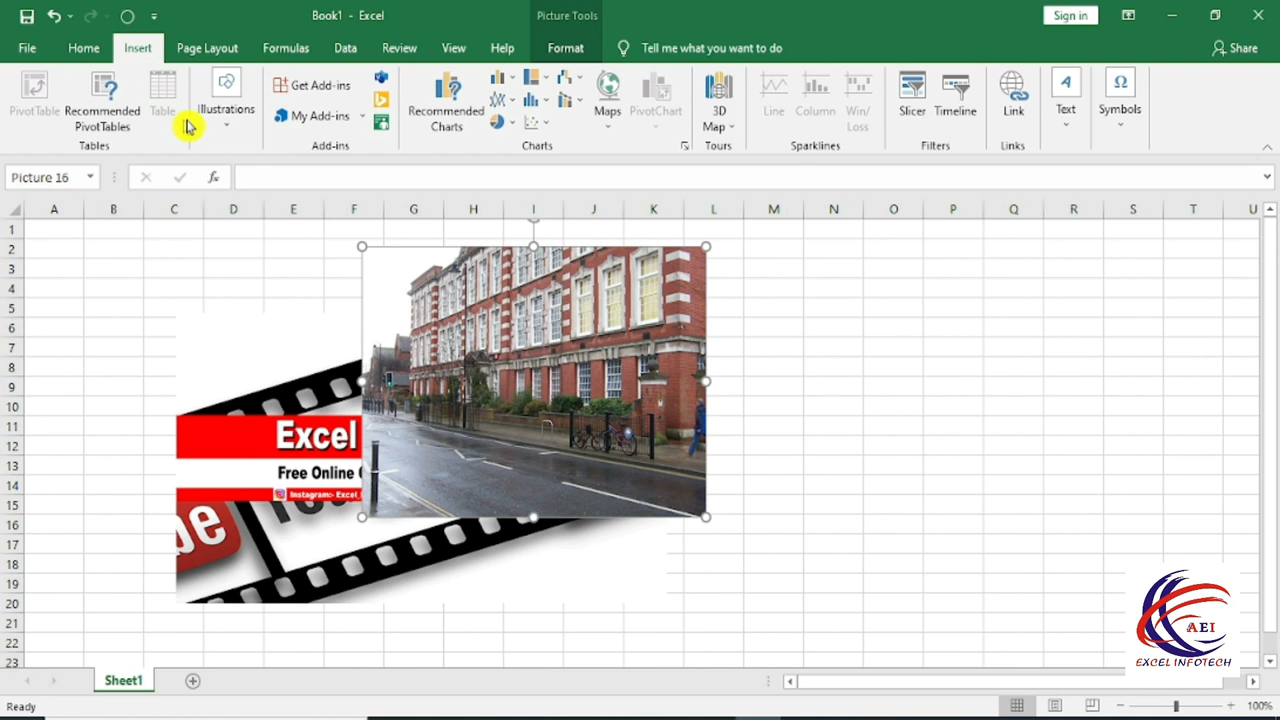 Book1 - Excel
Picture Tools
Sign in
File
Home
Insert
Page Layout
Formulas
Data
Review
View
Help
Format
Tell me what you want to do
Share
PivotTable
Recommended
PivotTables
Table
Tables
Illustrations
Get Add-ins
My Add-ins
Add-ins
Recommended
Charts
Maps
PivotChart
Charts
3D
Map
Tours
Line
Column
Win/
Loss
Sparklines
Slicer
Timeline
Filters
Link
Links
Text
Symbols
Picture 16
fx
A B C D E F G H I J K L M N O P Q R S T U
1
2
3
4
5
6
7
8
9
10
11
12
13
14
15
16
17
18
19
20
21
22
23
Excel
Free Online
Instagram:- Excel_
be
AEI
EXCEL INFOTECH
Sheet1
Ready
100%